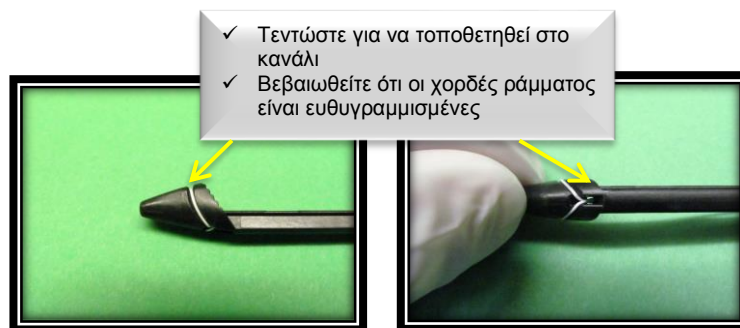 ✓ Τεντώστε για να τοποθετηθεί στο
κανάλι
✓ Βεβαιωθείτε ότι οι χορδές ράμματος
είναι ευθυγραμμισμένες